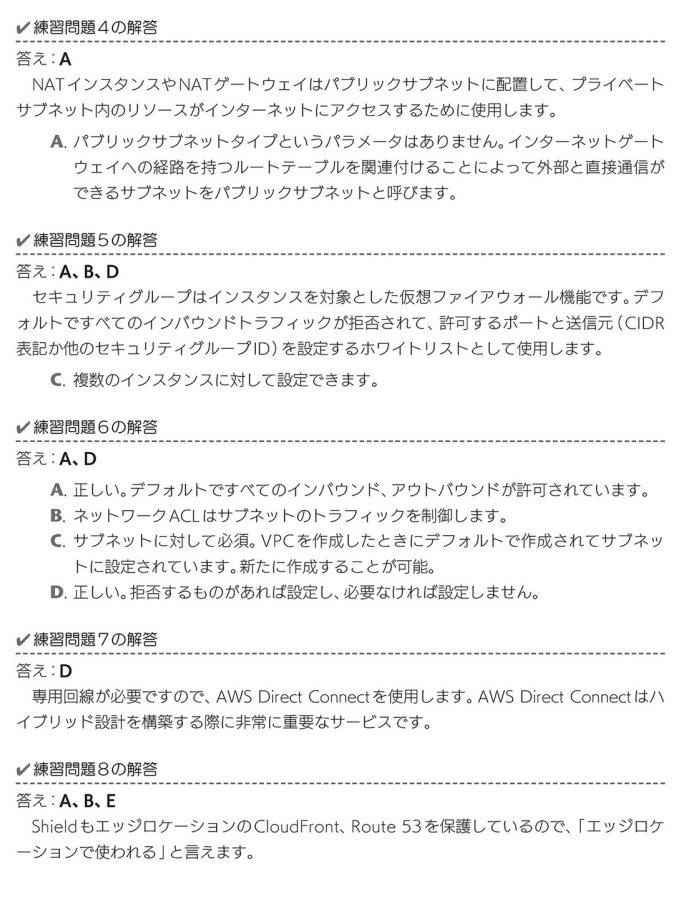 ✔練習問題4の解答
答え：A
　NATインスタンスやNATゲートウェイはパブリックサブネットに配置して、プライベート
サブネット内のリソースがインターネットにアクセスするために使用します。
A. パブリックサブネットタイプというパラメータはありません。インターネットゲート
ウェイへの経路を持つルートテーブルを関連付けることによって外部と直接通信が
できるサブネットをパブリックサブネットと呼びます。
✔練習問題5の解答
答え：A、B、D
　セキュリティグループはインスタンスを対象とした仮想ファイアウォール機能です。デフ
ォルトですべてのインバウンドトラフィックが拒否されて、許可するポートと送信元（CIDR
表記か他のセキュリティグループID）を設定するホワイトリストとして使用します。
C. 複数のインスタンスに対して設定できます。
✔練習問題6の解答
答え：A、D
A. 正しい。デフォルトですべてのインバウンド、アウトバウンドが許可されています。
B. ネットワークACLはサブネットのトラフィックを制御します。
C. サブネットに対して必須。VPCを作成したときにデフォルトで作成されてサブネッ
トに設定されています。新たに作成することが可能。
D. 正しい。拒否するものがあれば設定し、必要なければ設定しません。
✔練習問題7の解答
答え：D
　専用回線が必要ですので、AWS Direct Connectを使用します。AWS Direct Connectはハ
イブリッド設計を構築する際に非常に重要なサービスです。
✔練習問題8の解答
答え：A、B、E
　ShieldもエッジロケーションのCloudFront、Route 53を保護しているので、「エッジロケ
ーションで使われる」と言えます。